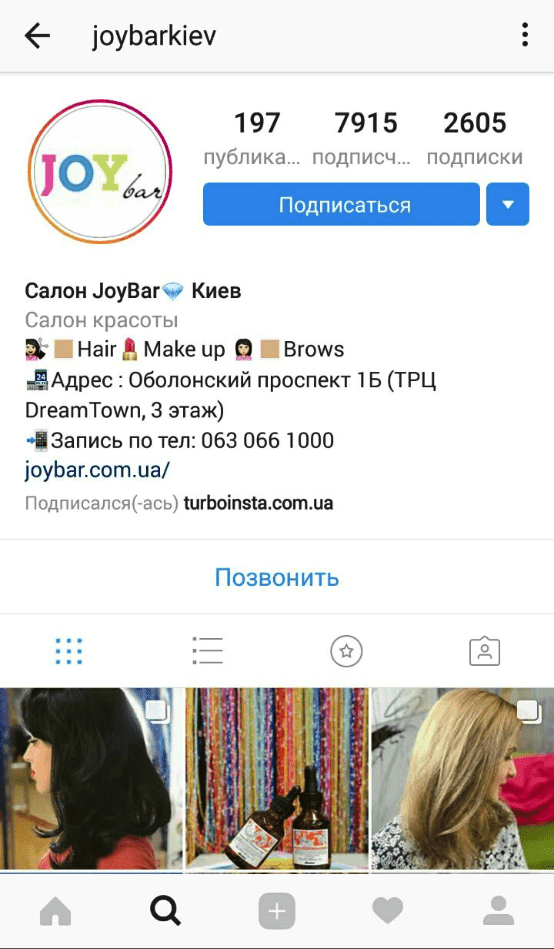 joybarkiev
JOY
bar
197 7915 2605
публика... подписч... подписки
Подписаться
Салон JoyBar💎 Киев
Салон красоты
Hair💄Make up 👩🏻Brows
Адрес : Оболонский проспект 1Б (ТРЦ
DreamTown, 3 этаж)
📲Запись по тел: 063 066 1000
joybar.com.ua/
Подписался(-ась) turboinsta.com.ua
Позвонить